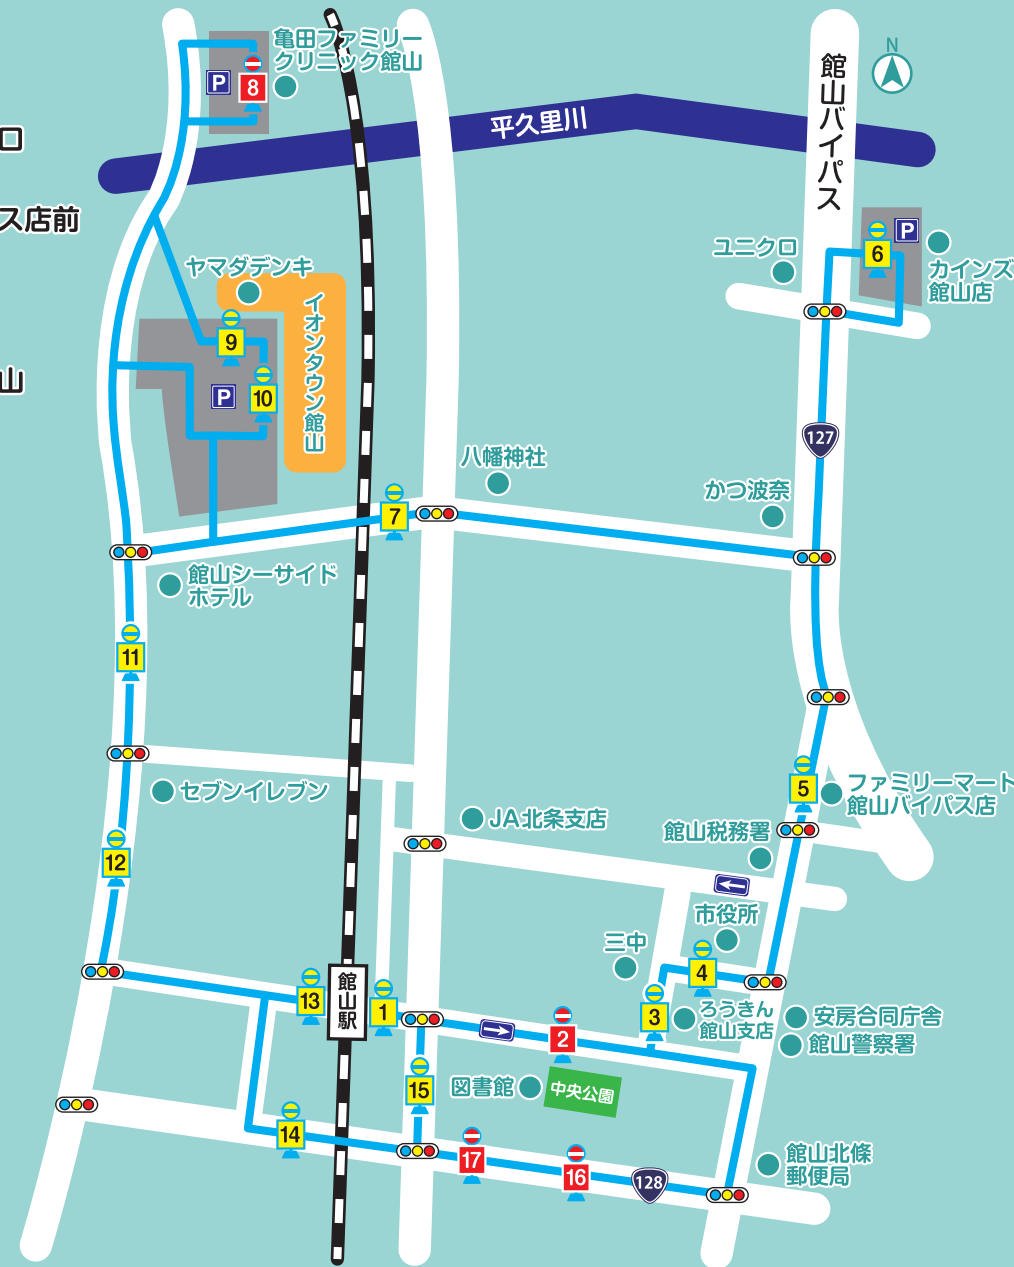 亀田ファミリー
クリニック館山
N
P
8
館山バイパス
平久里川
口
ス店前
P
6
ユニクロ
カインズ
館山店
ヤマダデンキ
イオンタウン館山
9
P
10
山
127
八幡神社
かつ波奈
7
館山シーサイド
ホテル
11
セブンイレブン
5
ファミリーマート
館山バイパス店
JA北条支店
館山税務署
12
市役所
三中
4
館山駅
13
1
3
ろうきん
館山支店
安房合同庁舎
2
館山警察署
15
図書館
中央公園
14
17
16
128
館山北條
郵便局